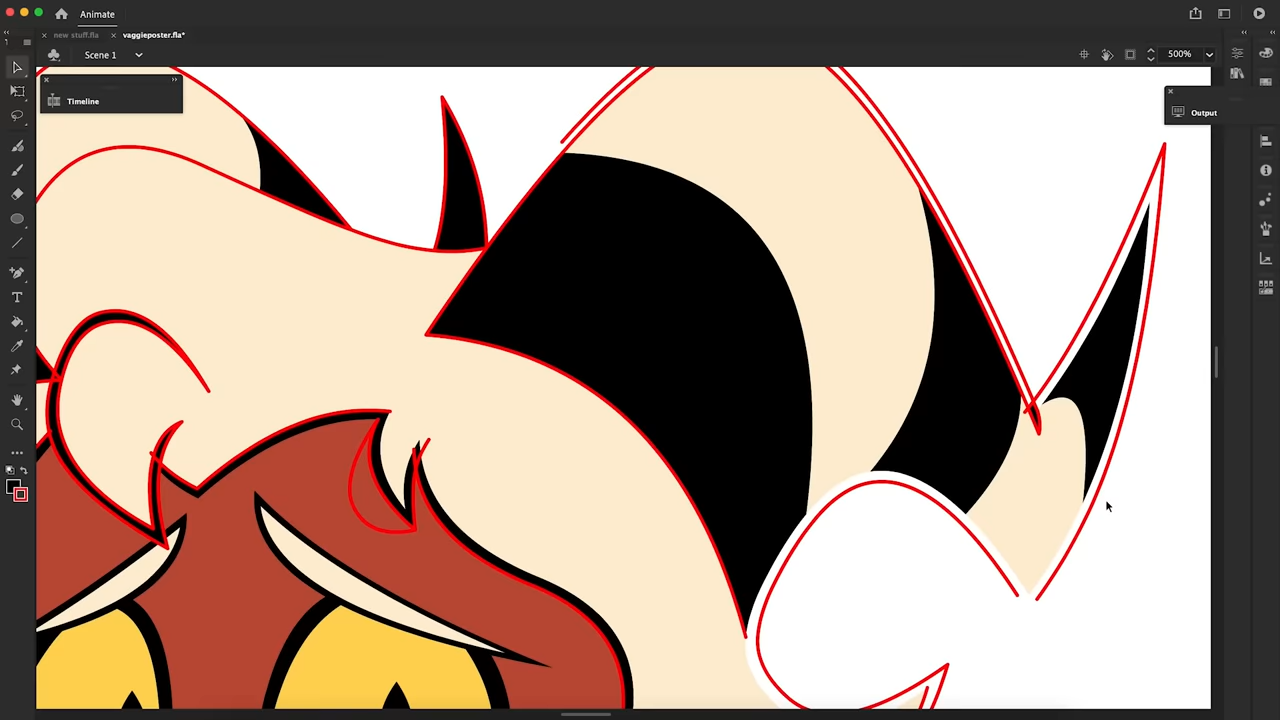 Animate
new stuff.fla
vaggieposter.fla*
Scene 1
500%
Timeline
Output